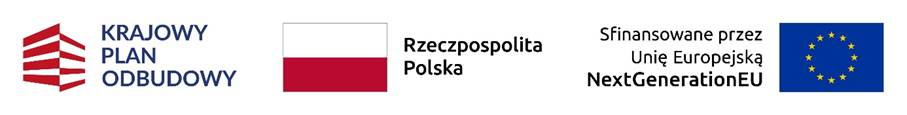 KRAJOWY
PLAN
ODBUDOWY
Rzeczpospolita
Polska
Sfinansowane przez
Unię Europejską
NextGenerationEU